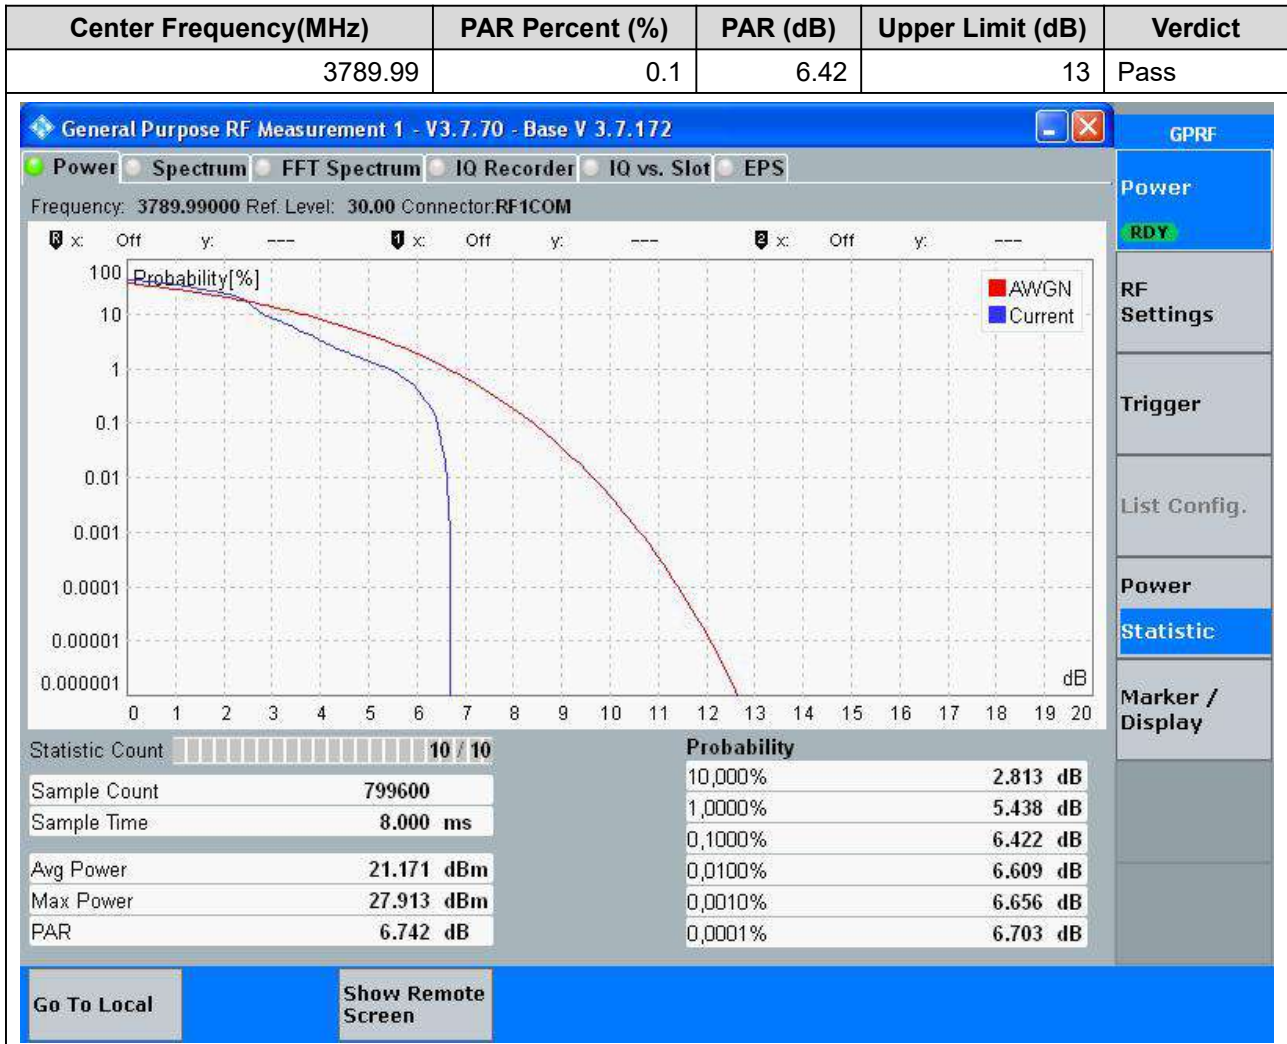 Center Frequency(MHz) PAR Percent (%) PAR (dB) Upper Limit (dB) Verdict
3789.99 0.1 6.42 13 Pass
General Purpose RF Measurement 1 - V3.7.70 - Base V 3.7.172
GPRF
Power Spectrum FFT Spectrum IQ Recorder IQ vs. Slot EPS
Frequency: 3789.99000 Ref. Level: 30.00 Connector:RF1COM
R x: Off y: --- 1 x: Off y: --- 2 x: Off y: ---
Probability[%]
AWGN
Current
100
10
1
0.1
0.01
0.001
0.0001
0.00001
0.000001
dB
0 1 2 3 4 5 6 7 8 9 10 11 12 13 14 15 16 17 18 19 20
Statistic Count 10 / 10
Sample Count 799600
Sample Time 8.000 ms
Avg Power 21.171 dBm
Max Power 27.913 dBm
PAR 6.742 dB
Probability
10,000% 2.813 dB
1,0000% 5.438 dB
0,1000% 6.422 dB
0,0100% 6.609 dB
0,0010% 6.656 dB
0,0001% 6.703 dB
Power
RDY
RF
Settings
Trigger
List Config.
Power
Statistic
Marker /
Display
Go To Local
Show Remote
Screen